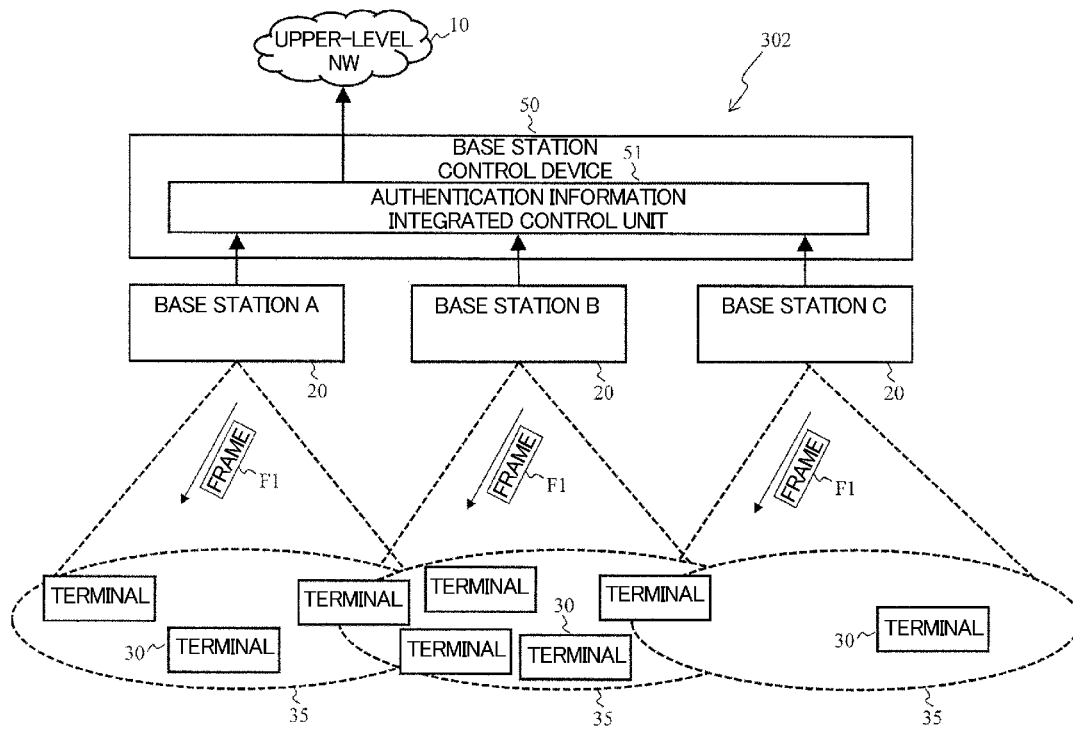 10
UPPER-LEVEL
NW
302
50
BASE STATION
CONTROL DEVICE
51
AUTHENTICATION INFORMATION
INTEGRATED CONTROL UNIT
BASE STATION A
BASE STATION B
BASE STATION C
20
20
20
FRAME
F1
FRAME
F1
FRAME
F1
TERMINAL
TERMINAL
TERMINAL
TERMINAL
30
TERMINAL
30
TERMINAL
TERMINAL
30
TERMINAL
35
35
35